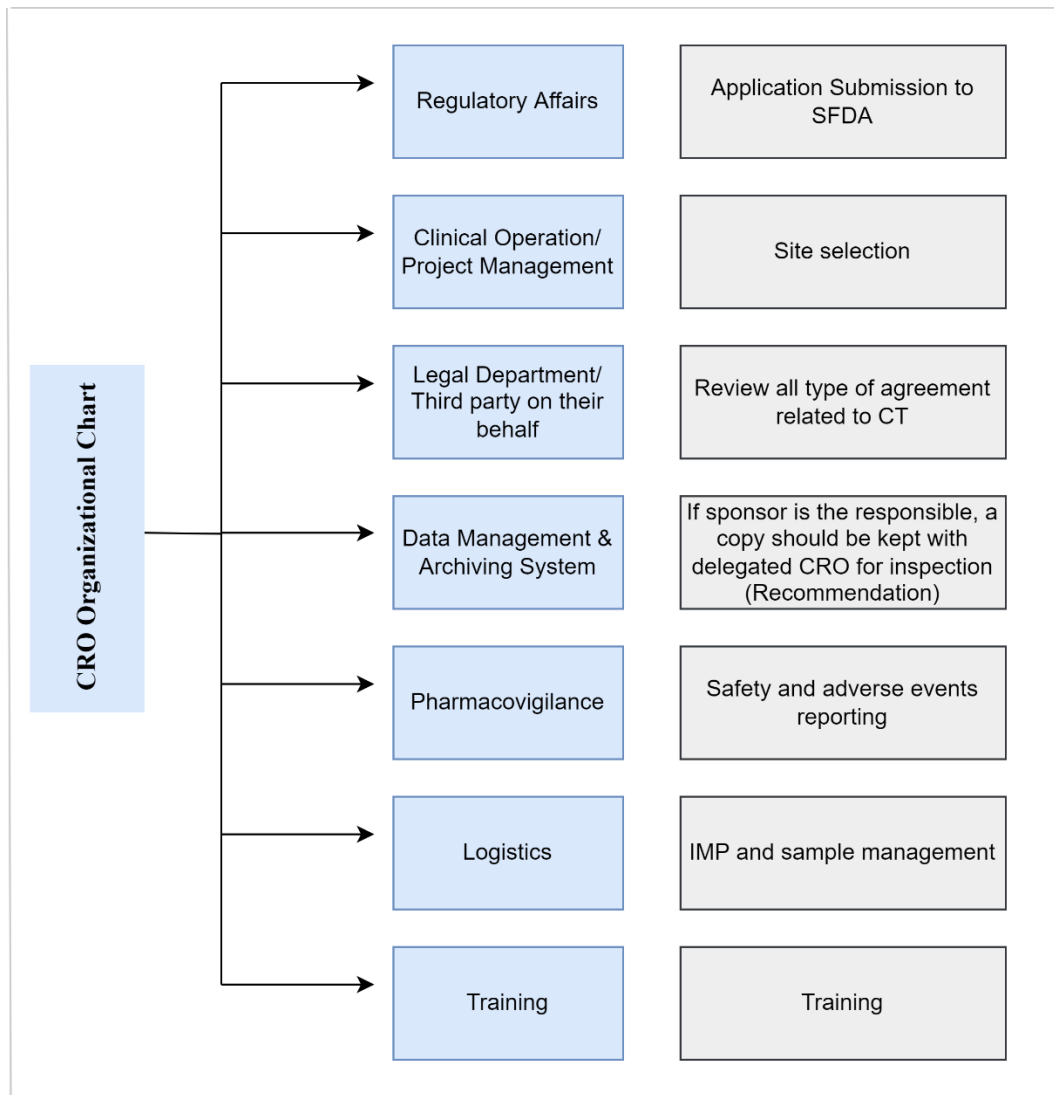 CRO Organizational Chart
Regulatory Affairs
Application Submission to
SFDA
Clinical Operation/
Project Management
Site selection
Legal Department/
Third party on their
behalf
Review all type of agreement
related to CT
Data Management &
Archiving System
If sponsor is the responsible, a
copy should be kept with
delegated CRO for inspection
(Recommendation)
Pharmacovigilance
Safety and adverse events
reporting
Logistics
IMP and sample management
Training
Training